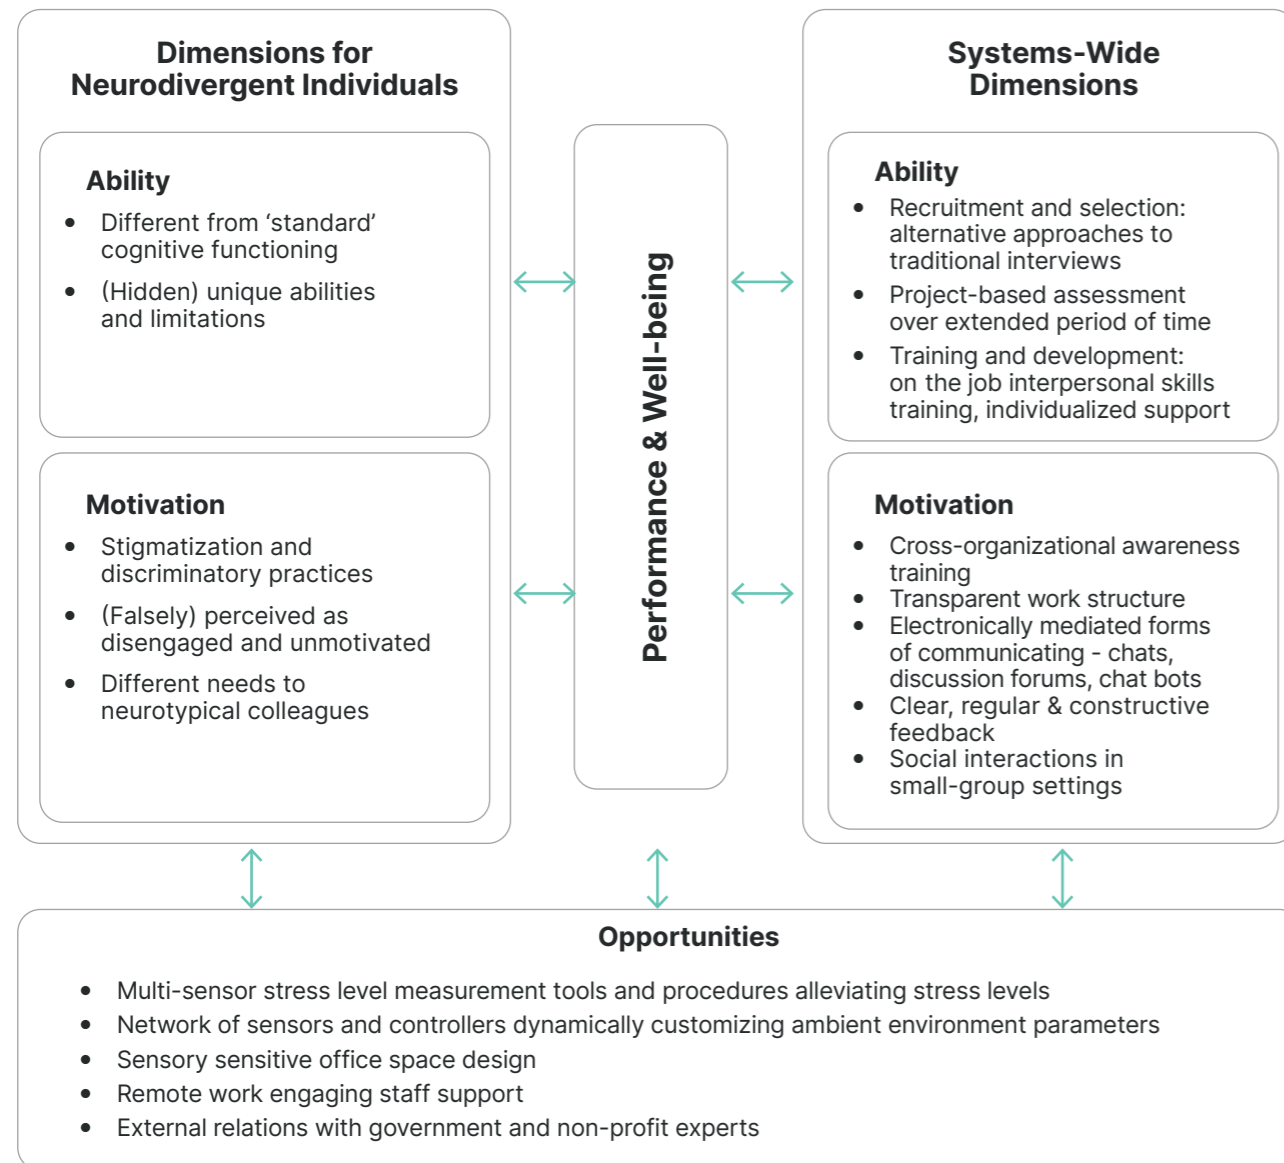 Dimensions for
Neurodivergent Individuals
Ability
• Different from ‘standard’
cognitive functioning
• (Hidden) unique abilities
and limitations
Motivation
• Stigmatization and
discriminatory practices
• (Falsely) perceived as
disengaged and unmotivated
• Different needs to
neurotypical colleagues
Performance & Well-being
Systems-Wide
Dimensions
Ability
• Recruitment and selection:
alternative approaches to
traditional interviews
• Project-based assessment
over extended period of time
• Training and development:
on the job interpersonal skills
training, individualized support
Motivation
• Cross-organizational awareness
training
• Transparent work structure
• Electronically mediated forms
of communicating - chats,
discussion forums, chat bots
• Clear, regular & constructive
feedback
• Social interactions in
small-group settings
Opportunities
• Multi-sensor stress level measurement tools and procedures alleviating stress levels
• Network of sensors and controllers dynamically customizing ambient environment parameters
• Sensory sensitive office space design
• Remote work engaging staff support
• External relations with government and non-profit experts